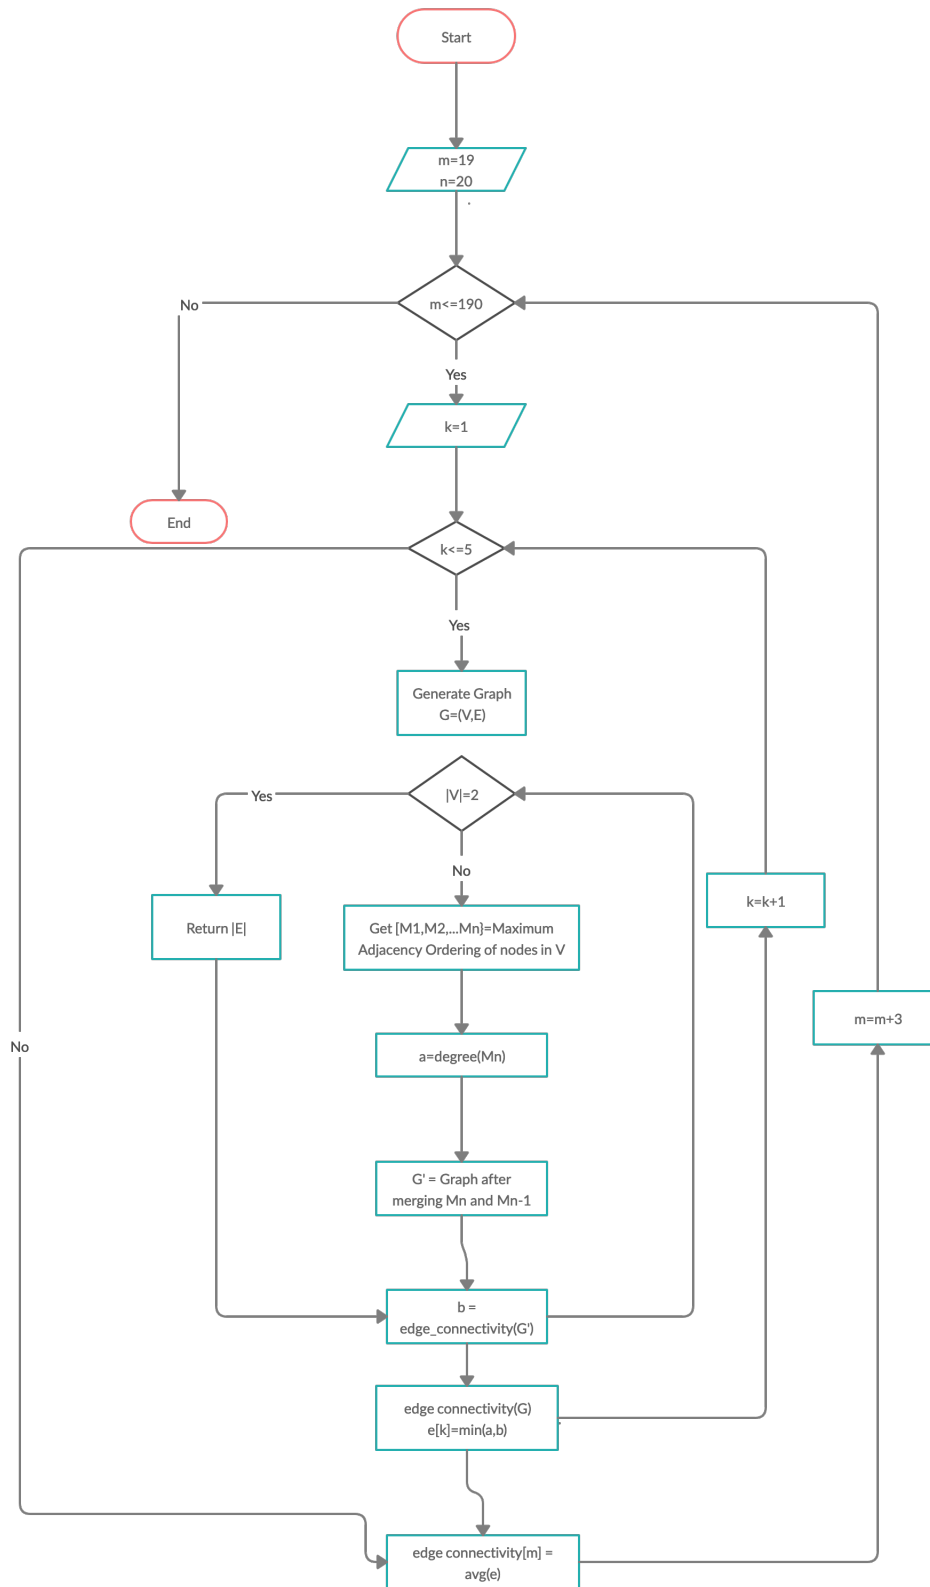 Start
m=19
n=20
m<=190
No
Yes
k=1
End
k<=5
Yes
Generate Graph
G=(V,E)
|V|=2
Yes
No
Return |E|
Get [M1,M2,...Mn}=Maximum
Adjacency Ordering of nodes in V
k=k+1
m=m+3
No
a=degree(Mn)
G' = Graph after
merging Mn and Mn-1
b =
edge_connectivity(G')
edge connectivity(G)
e[k]=min(a,b)
edge connectivity[m] =
avg(e)